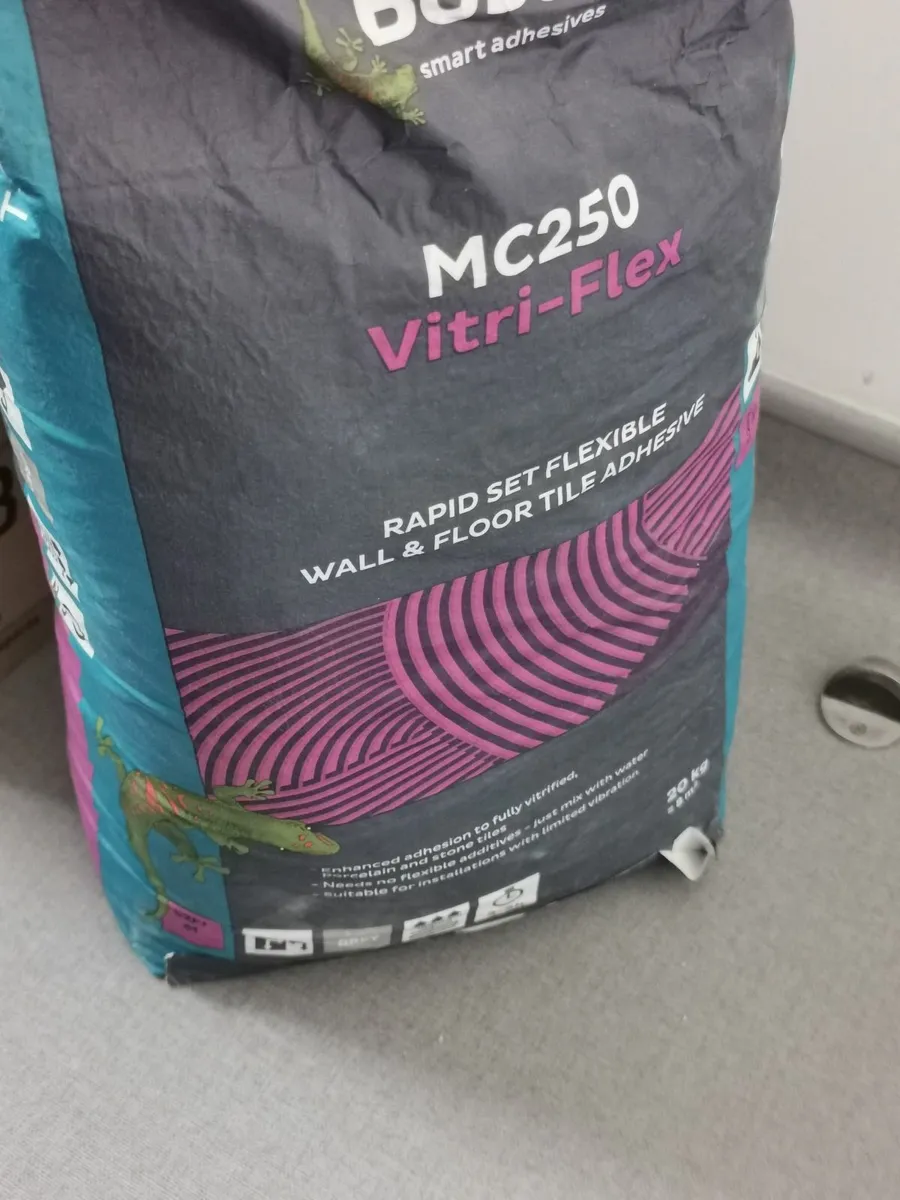 smart adhesives
MC250
Vitri-Flex
RAPID SET FLEXIBLE
WALL & FLOOR TILE ADHESIVE
- Enhanced adhesion to fully vitrified,
porcelain and stone tiles
- Needs no flexible additives - just mix with water
- suitable for installations with limited vibration
20 kg
GREY
T